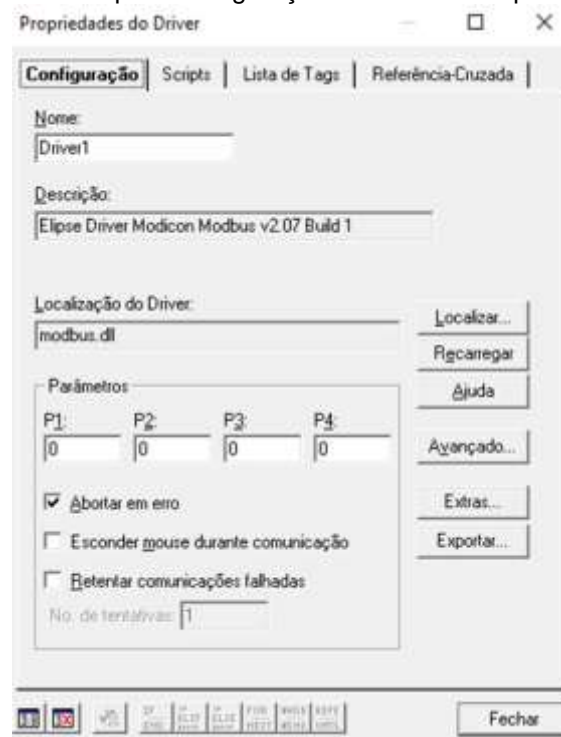 Propriedades do Driver
Configuração Scripts Lista de Tags Referência-Cruzada
Nome:
Driver1
Descrição:
Elipse Driver Modicon Modbus v2.07 Build 1
Localização do Driver:
modbus.dll
Localizar...
Recarregar
Ajuda
Parâmetros
P1: P2: P3: P4:
0 0 0 0
Avançado...
Abortar em erro
Extras...
Esconder mouse durante comunicação
Exportar...
Retentar comunicações falhadas
No. de tentativas: 1
Fechar